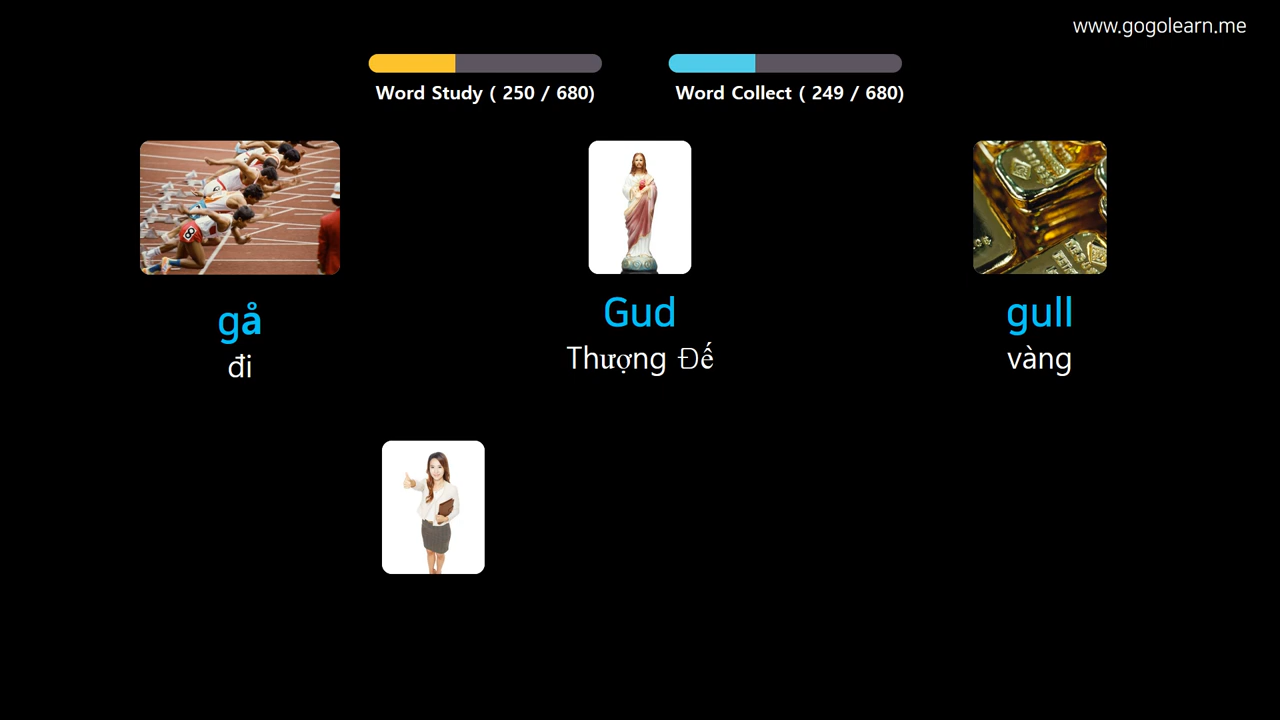 www.gogolearn.me
Word Study ( 250 / 680)
Word Collect ( 249 / 680)
gå
đi
Gud
Thượng Đế
gull
vàng